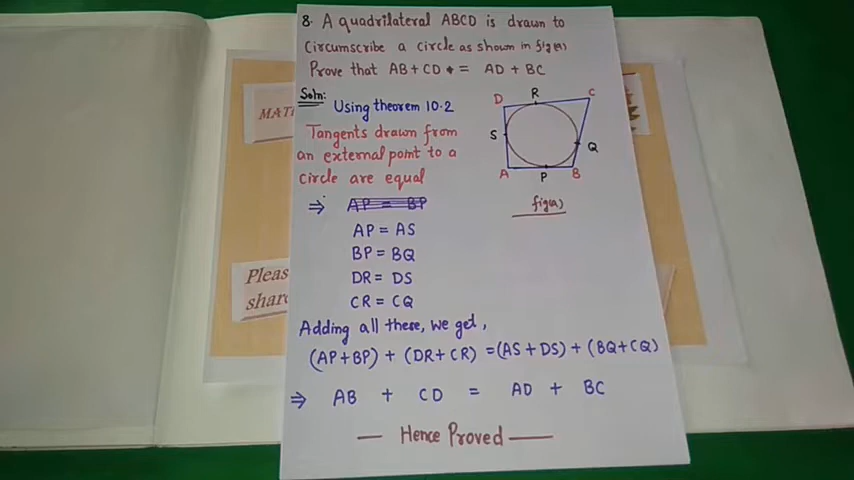 8. A quadrilateral ABCD is drawn to
circumscribe a circle as shown in fig(a)
Prove that AB + CD = AD + BC
Soln:
Using theorem 10.2
Tangents drawn from
an external point to a
circle are equal
D R C
S Q
A P B
fig(a)
⇒ AP = BP
AP = AS
BP = BQ
DR = DS
CR = CQ
Adding all these, we get,
(AP+BP) + (DR+CR) = (AS + DS) + (BQ + CQ)
⇒ AB + CD = AD + BC
— Hence Proved —
MAT
Pleas
share